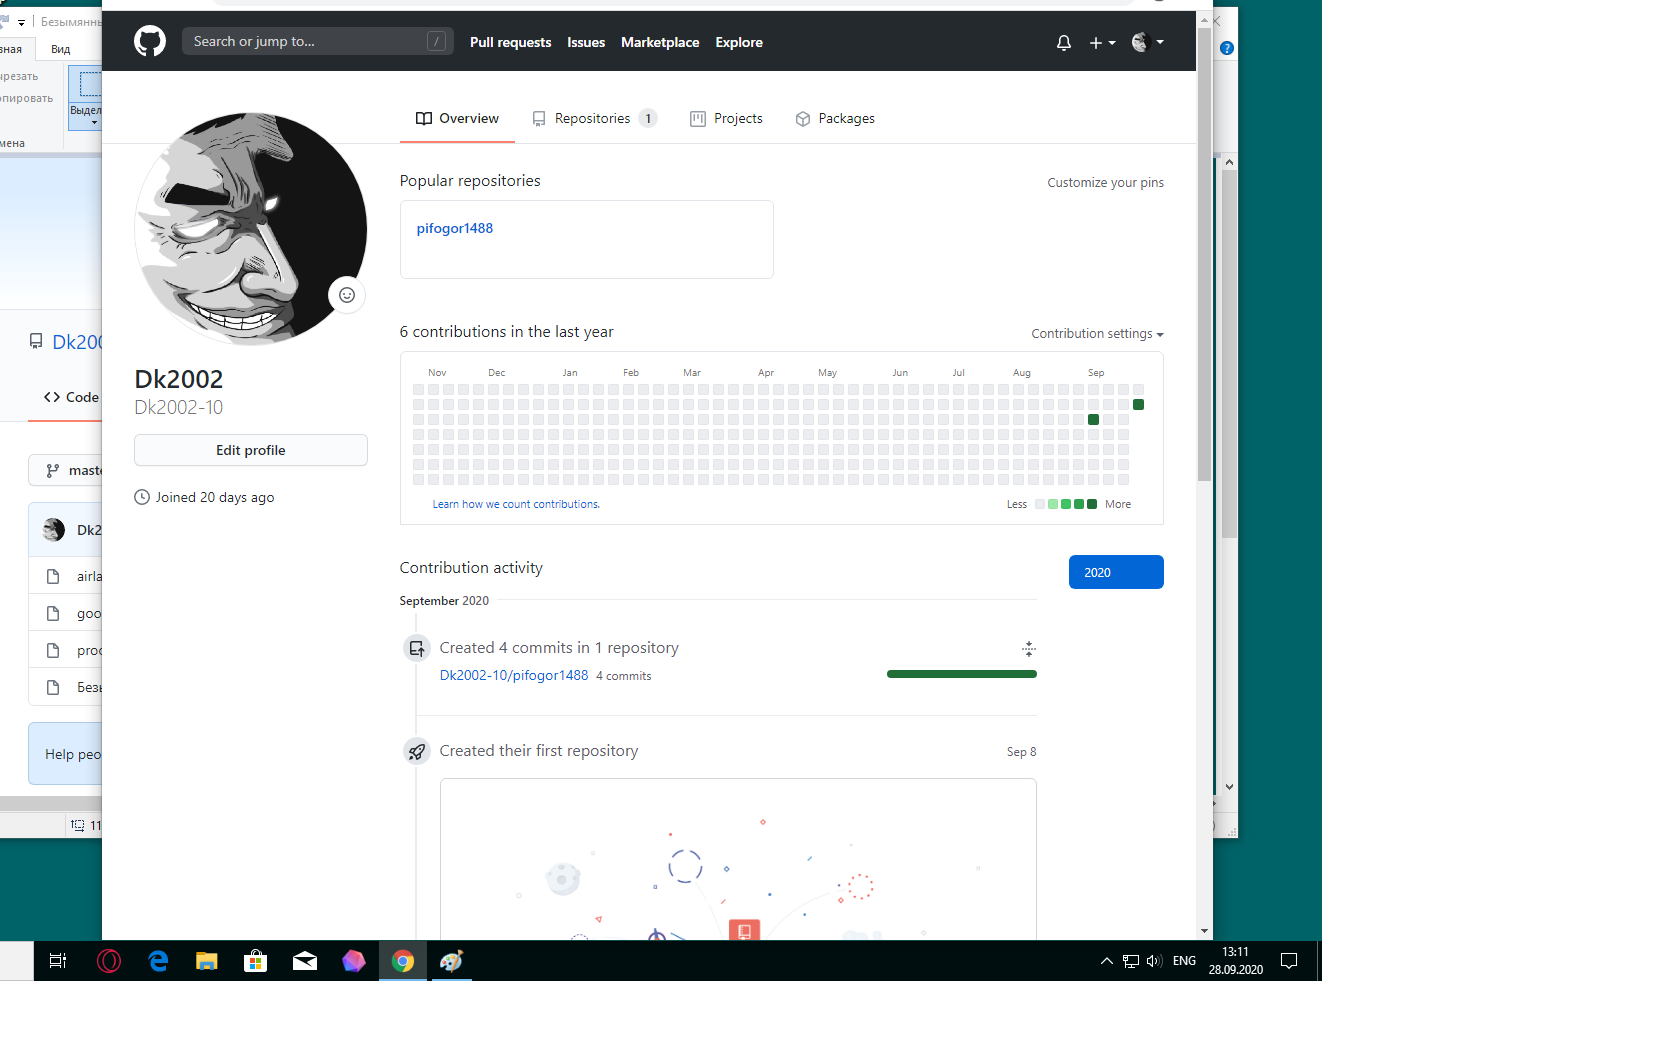 Безымянн
Search or jump to... /
Pull requests Issues Marketplace Explore
вная Вид
ырезать
опировать
Выдел
мена
Overview Repositories 1 Projects Packages
Popular repositories
Customize your pins
pifogor1488
6 contributions in the last year
Contribution settings
Nov Dec Jan Feb Mar Apr May Jun Jul Aug Sep
Learn how we count contributions.
Less More
Dk2002
Dk2002-10
Edit profile
Joined 20 days ago
Dk200
Code
maste
Dk2
airla
goo
proc
Безы
Help peo
11
Contribution activity
2020
September 2020
Created 4 commits in 1 repository
Dk2002-10/pifogor1488 4 commits
Created their first repository
Sep 8
ENG
13:11
28.09.2020